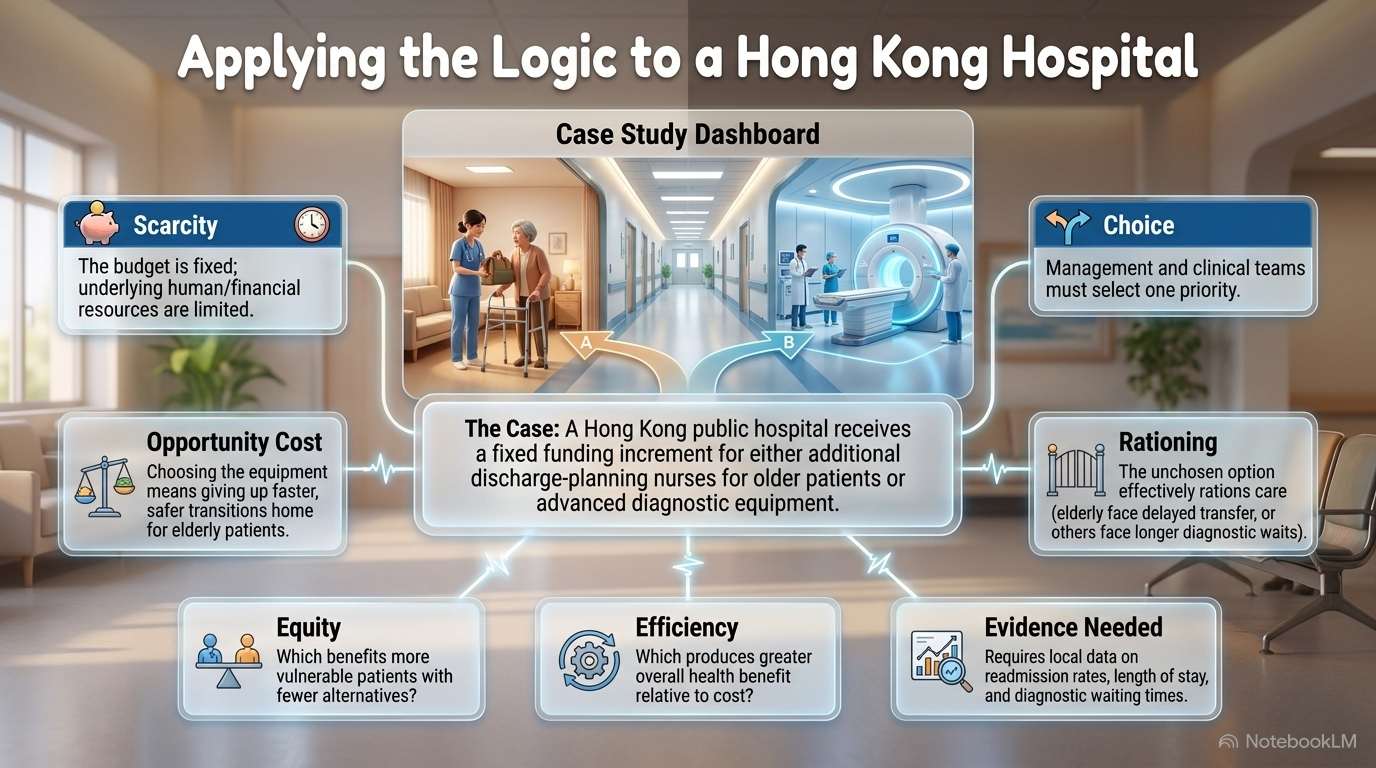 Applying the Logic to a Hong Kong Hospital
Case Study Dashboard
A
B
Scarcity
The budget is fixed;
underlying human/financial
resources are limited.
Choice
Management and clinical teams
must select one priority.
The Case: A Hong Kong public hospital receives
a fixed funding increment for either additional
discharge-planning nurses for older patients or
advanced diagnostic equipment.
Opportunity Cost
Choosing the equipment
means giving up faster,
safer transitions home
for elderly patients.
Rationing
The unchosen option
effectively rations care
(elderly face delayed transfer, or
others face longer diagnostic waits).
Equity
Which benefits more
vulnerable patients with
fewer alternatives?
Efficiency
Which produces greater
overall health benefit
relative to cost?
Evidence Needed
Requires local data on
readmission rates, length of stay,
and diagnostic waiting times.
NotebookLM